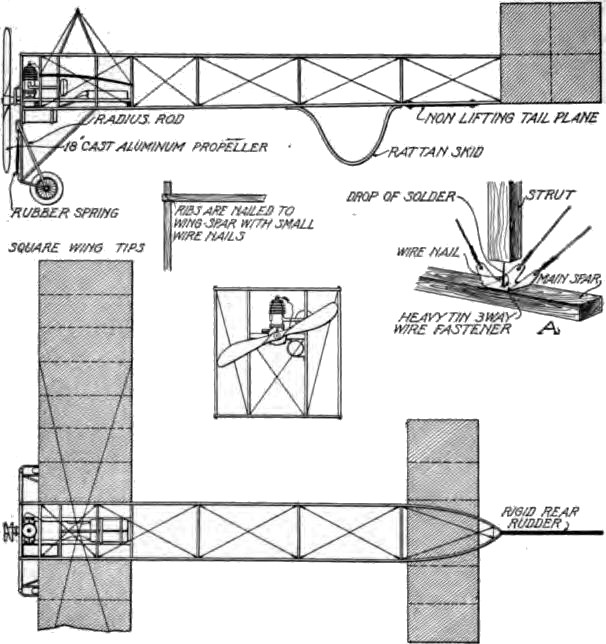 RADIUS ROD
18" CAST ALUMINUM PROPELLER
NON LIFTING TAIL PLANE
RATTAN SKID
RUBBER SPRING
RIBS ARE NAILED TO
WING-SPAR WITH SMALL
WIRE NAILS
DROP OF SOLDER
STRUT
WIRE NAIL
MAIN SPAR
HEAVY TIN 3 WAY
WIRE FASTENER
A
SQUARE WING TIPS
RIGID REAR
RUDDER